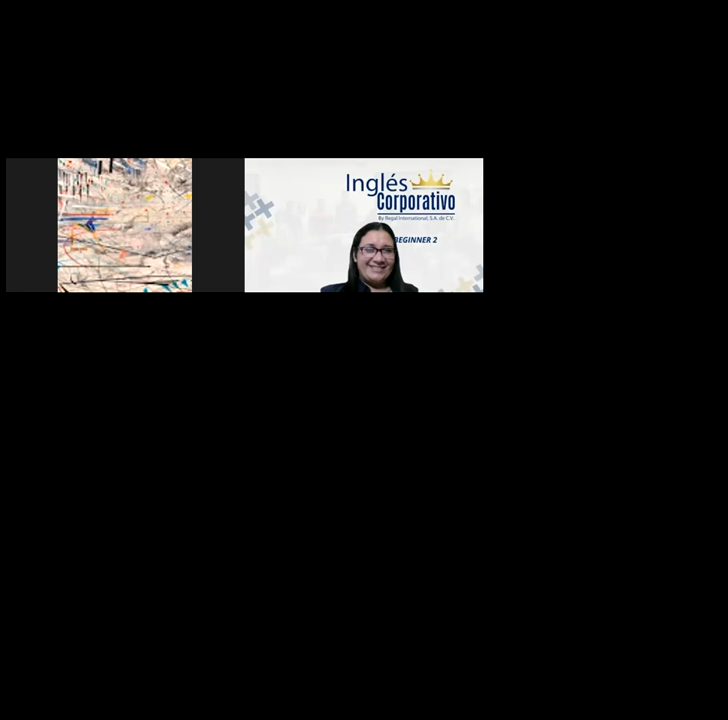 Inglés
Corporativo
By Regal International, S.A. de C.V.
BEGINNER 2